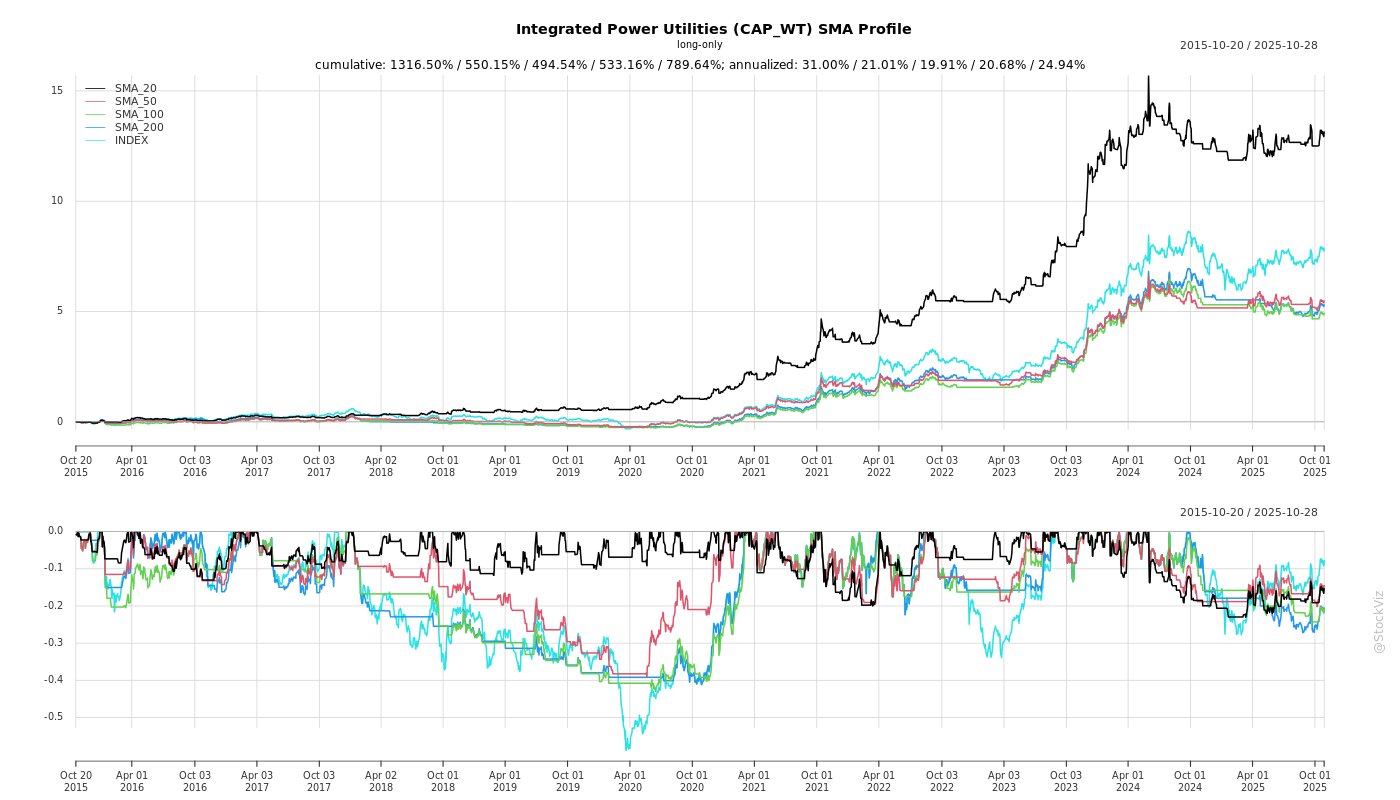 Integrated Power Utilities (CAP_WT) SMA Profile
long-only
2015-10-20 / 2025-10-28
cumulative: 1316.50% / 550.15% / 494.54% / 533.16% / 789.64%; annualized: 31.00% / 21.01% / 19.91% / 20.68% / 24.94%
SMA_20
SMA_50
SMA_100
SMA_200
INDEX
15
10
5
0
Oct 20 Apr 01 Oct 03 Apr 03 Oct 03 Apr 02 Oct 01 Apr 01 Oct 01 Apr 01 Oct 01 Apr 01 Oct 01 Apr 01 Oct 03 Apr 03 Oct 03 Apr 01 Oct 01 Apr 01 Oct 01
2015 2016 2016 2017 2017 2018 2018 2019 2019 2020 2020 2021 2021 2022 2022 2023 2023 2024 2024 2025 2025
2015-10-20 / 2025-10-28
0.0
-0.1
-0.2
-0.3
-0.4
-0.5
Oct 20 Apr 01 Oct 03 Apr 03 Oct 03 Apr 02 Oct 01 Apr 01 Oct 01 Apr 01 Oct 01 Apr 01 Oct 01 Apr 01 Oct 03 Apr 03 Oct 03 Apr 01 Oct 01 Apr 01 Oct 01
2015 2016 2016 2017 2017 2018 2018 2019 2019 2020 2020 2021 2021 2022 2022 2023 2023 2024 2024 2025 2025
@StockViz